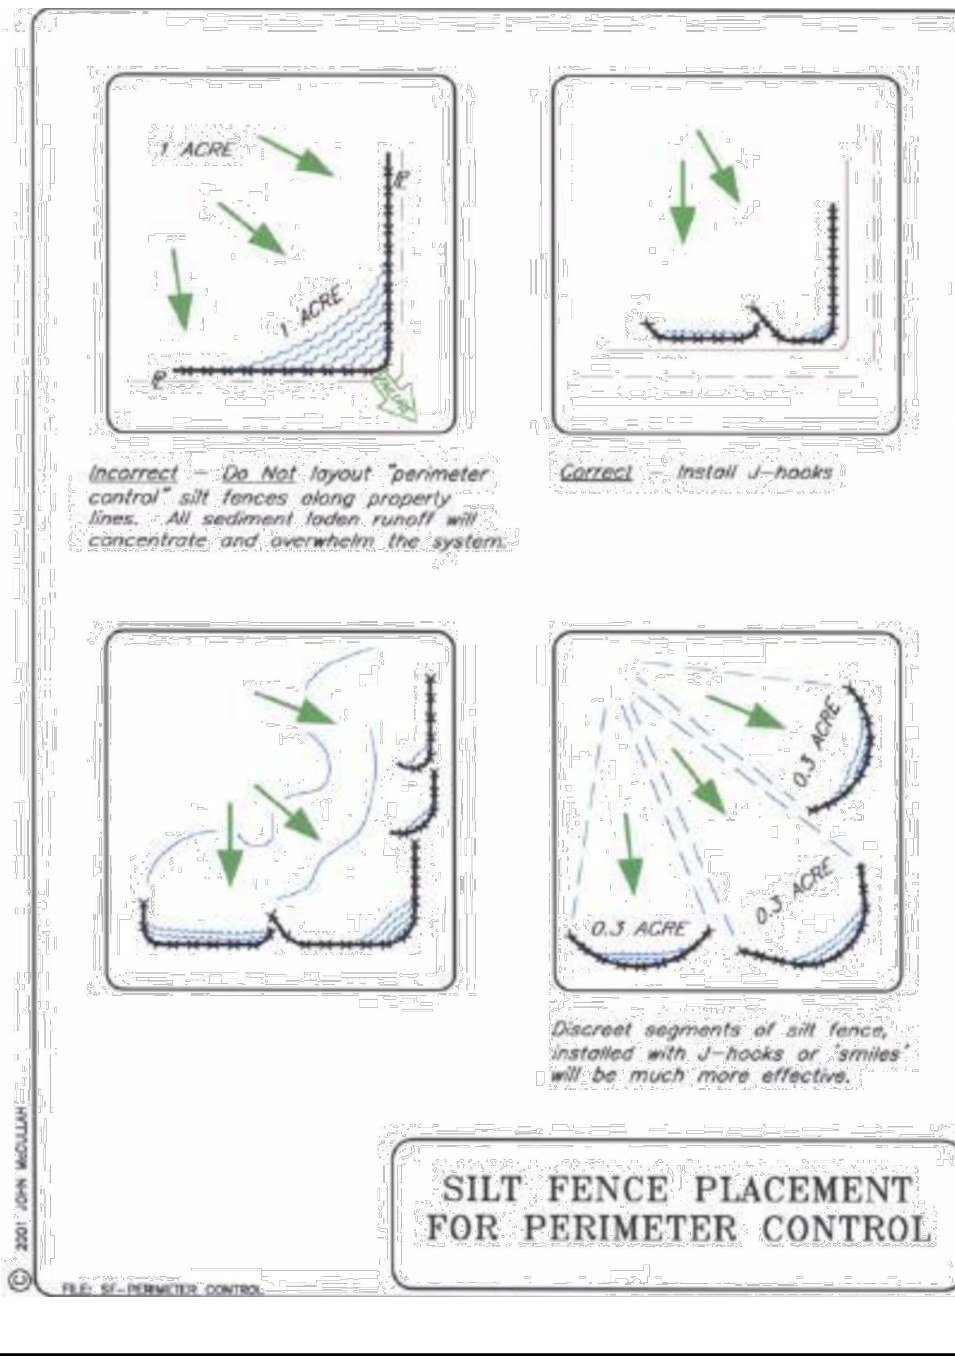 1 ACRE
PL
1 ACRE
PL
Incorrect - Do Not layout "perimeter
control" silt fences along property
lines. All sediment laden runoff will
concentrate and overwhelm the system.
Correct - Install J-hooks
0.3 ACRE
0.3 ACRE
0.3 ACRE
Discreet segments of silt fence,
installed with J-hooks or 'smiles'
will be much more effective.
SILT FENCE PLACEMENT
FOR PERIMETER CONTROL
© 2001 JOHN McCULLAH
FILE: SF-PERIMETER CONTROL